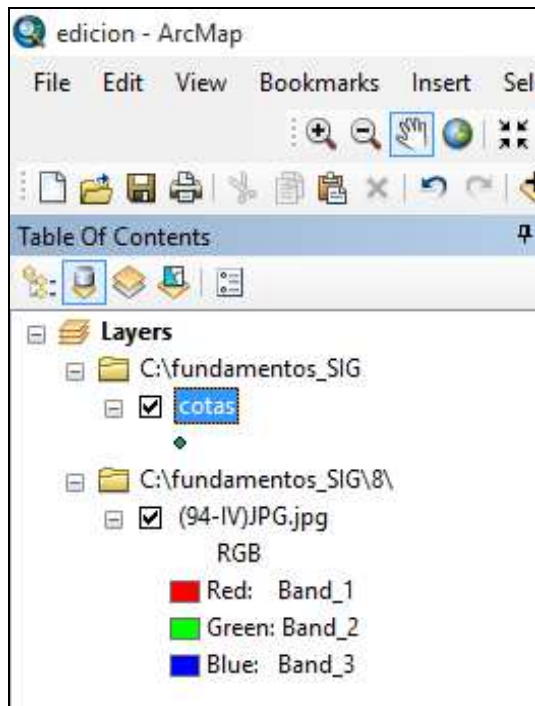 edicion - ArcMap
File Edit View Bookmarks Insert Sel
Table Of Contents
Layers
C:\fundamentos_SIG
cotas
C:\fundamentos_SIG\8\
(94-IV)JPG.jpg
RGB
Red: Band_1
Green: Band_2
Blue: Band_3